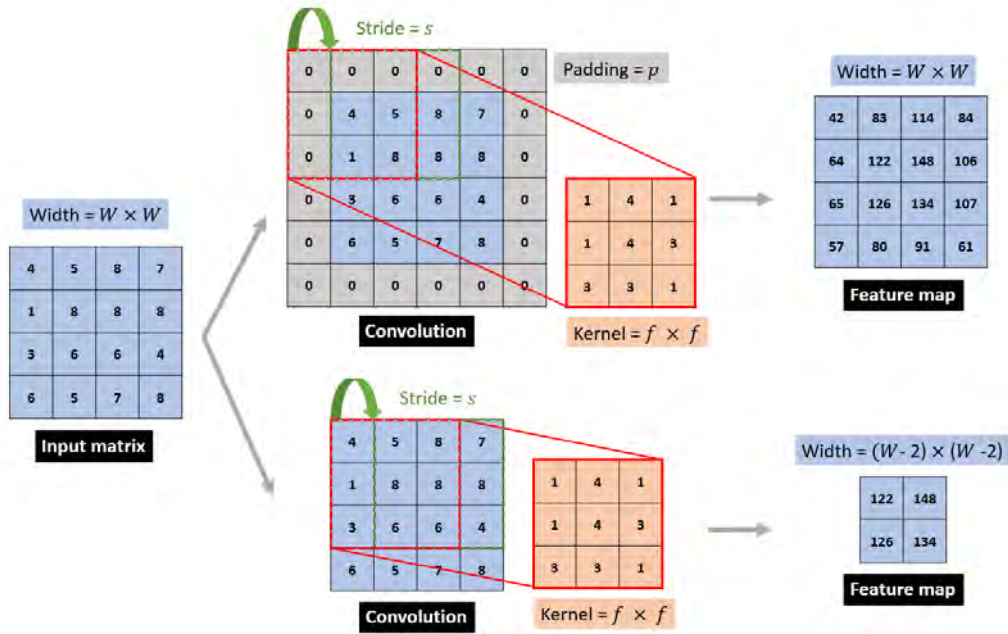 Width = W × W
4 5 8 7
1 8 8 8
3 6 6 4
6 5 7 8
Input matrix
Stride = s
Padding = p
0 0 0 0 0 0
0 4 5 8 7 0
0 1 8 8 8 0
0 3 6 6 4 0
0 6 5 7 8 0
0 0 0 0 0 0
Convolution
1 4 1
1 4 3
3 3 1
Kernel = f × f
Width = W × W
42 83 114 84
64 122 148 106
65 126 134 107
57 80 91 61
Feature map
Stride = s
4 5 8 7
1 8 8 8
3 6 6 4
6 5 7 8
Convolution
1 4 1
1 4 3
3 3 1
Kernel = f × f
Width = (W - 2) × (W -2)
122 148
126 134
Feature map